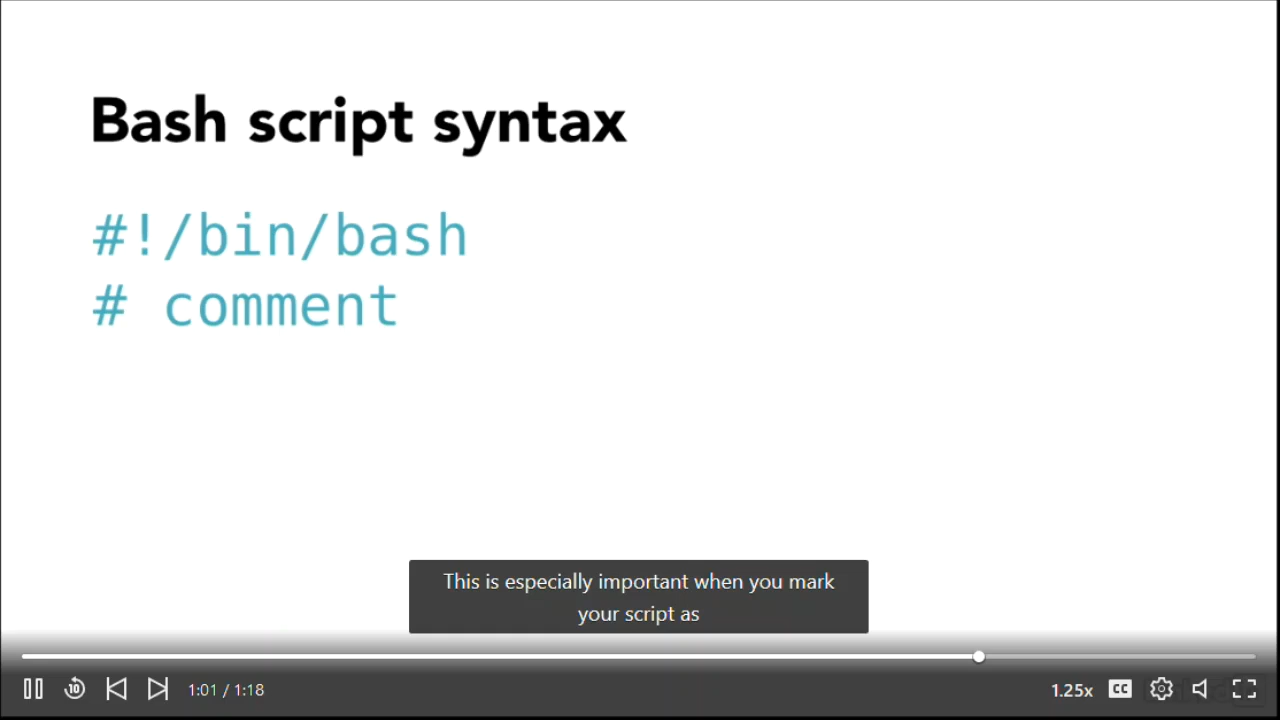 Bash script syntax
#!/bin/bash
# comment
This is especially important when you mark
your script as
10
1:01 / 1:18
1.25x
CC